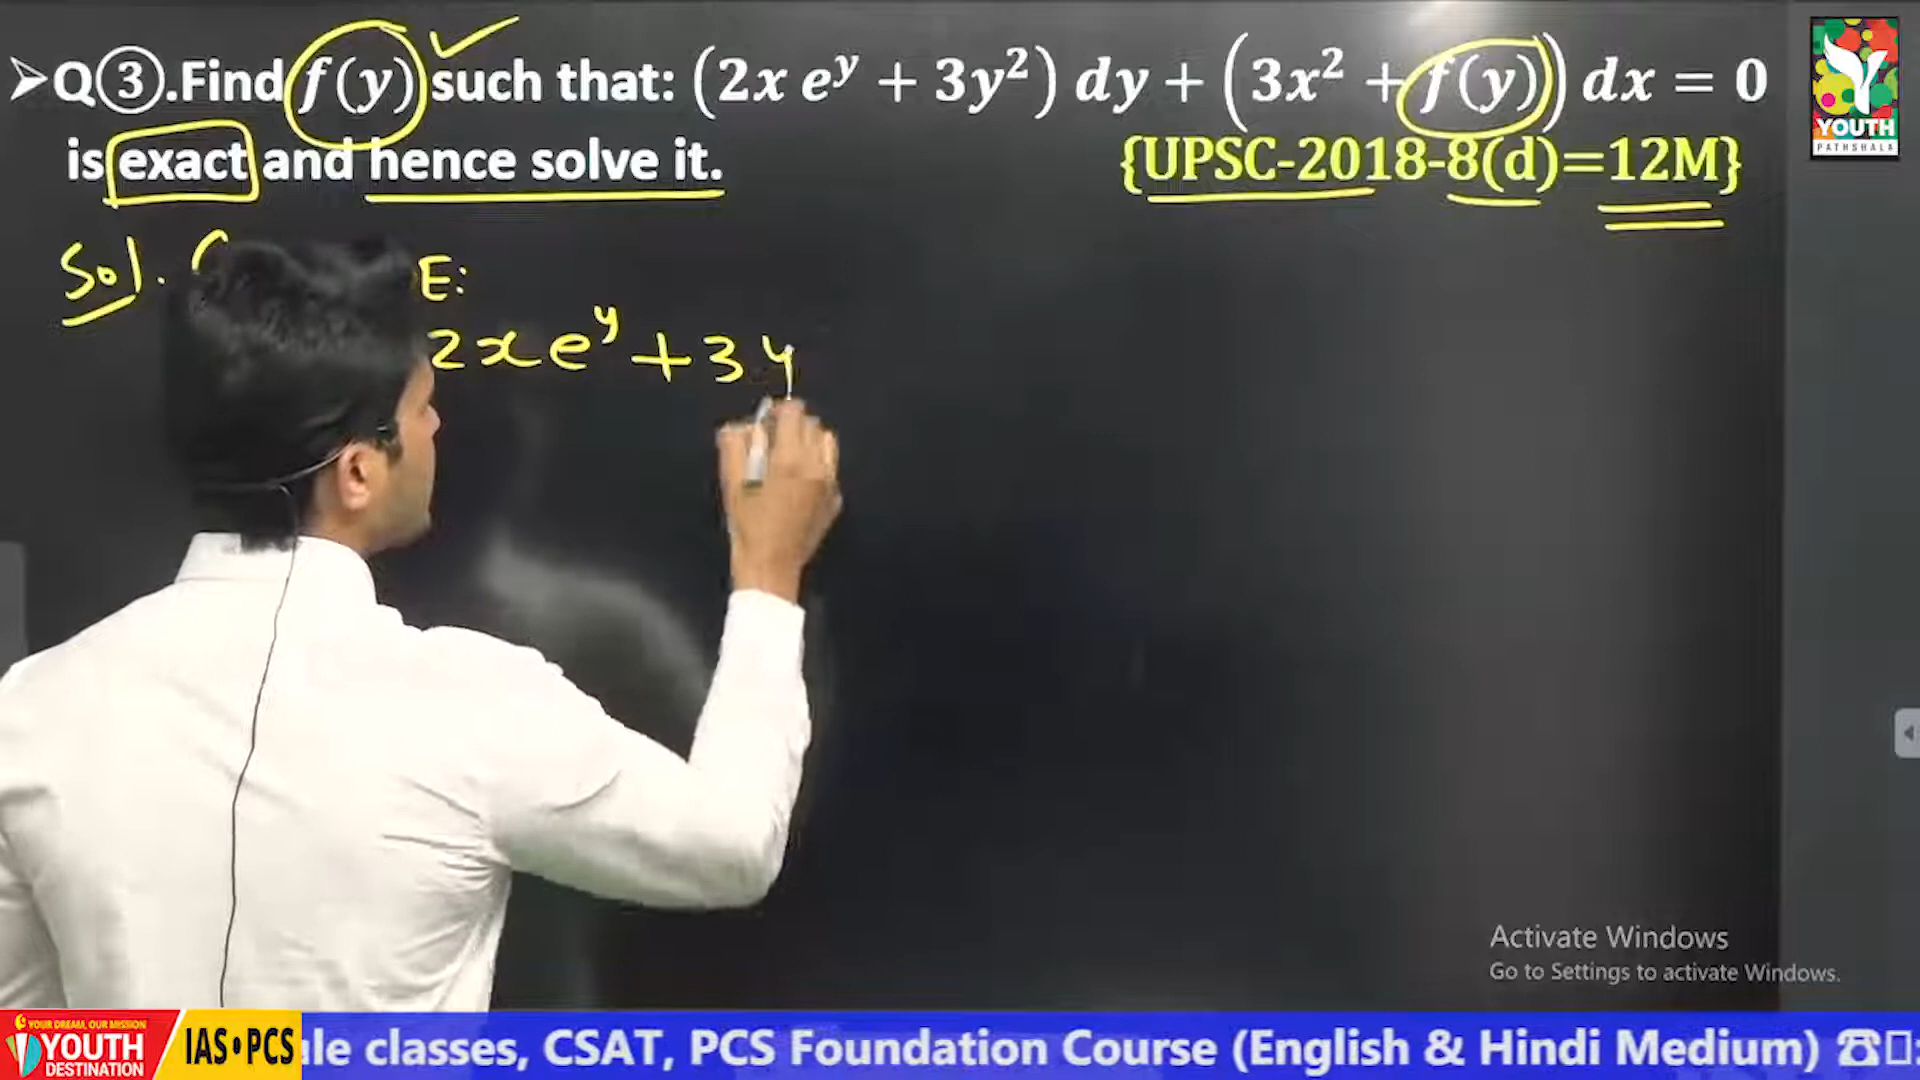 ➢Q③.Find f(y) such that: (2x e^y + 3y²) dy + (3x² + f(y)) dx = 0
is exact and hence solve it.
{UPSC-2018-8(d)=12M}
YOUTH
PATHSHALA
Sol.
E:
2xe^y+3y
Activate Windows
Go to Settings to activate Windows.
YOUR DREAM, OUR MISSION
YOUTH
DESTINATION
IAS•PCS
le classes, CSAT, PCS Foundation Course (English & Hindi Medium) ☎